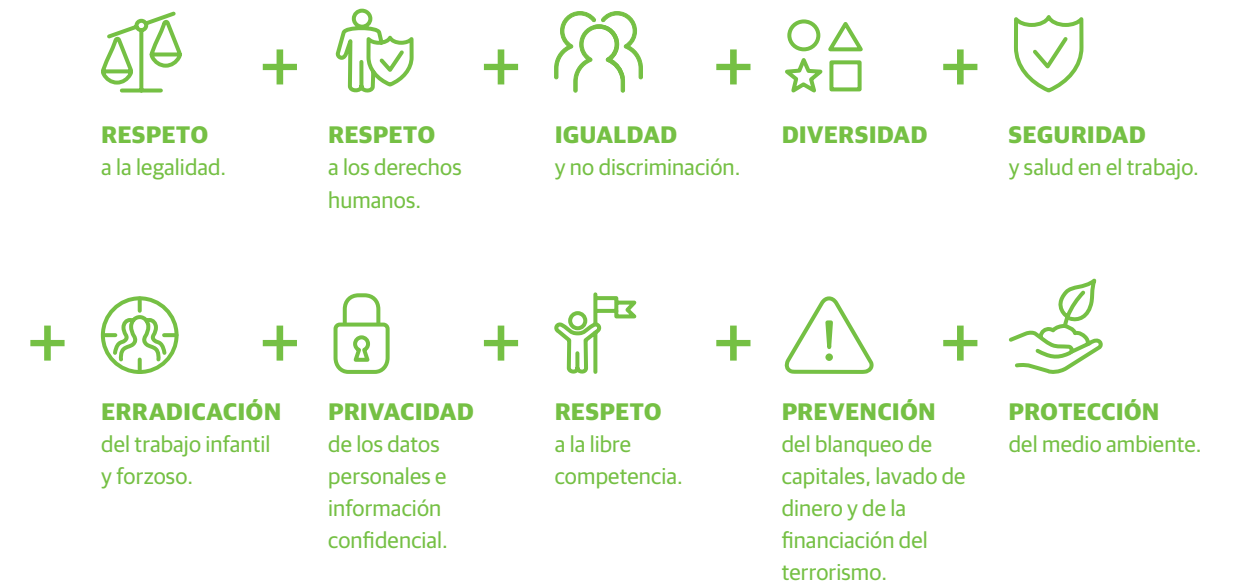 RESPETO
a la legalidad.
RESPETO
a los derechos
humanos.
IGUALDAD
y no discriminación.
DIVERSIDAD
SEGURIDAD
y salud en el trabajo.
ERRADICACIÓN
del trabajo infantil
y forzoso.
PRIVACIDAD
de los datos
personales e
información
confidencial.
RESPETO
a la libre
competencia.
PREVENCIÓN
del blanqueo de
capitales, lavado de
dinero y de la
financiación del
terrorismo.
PROTECCIÓN
del medio ambiente.